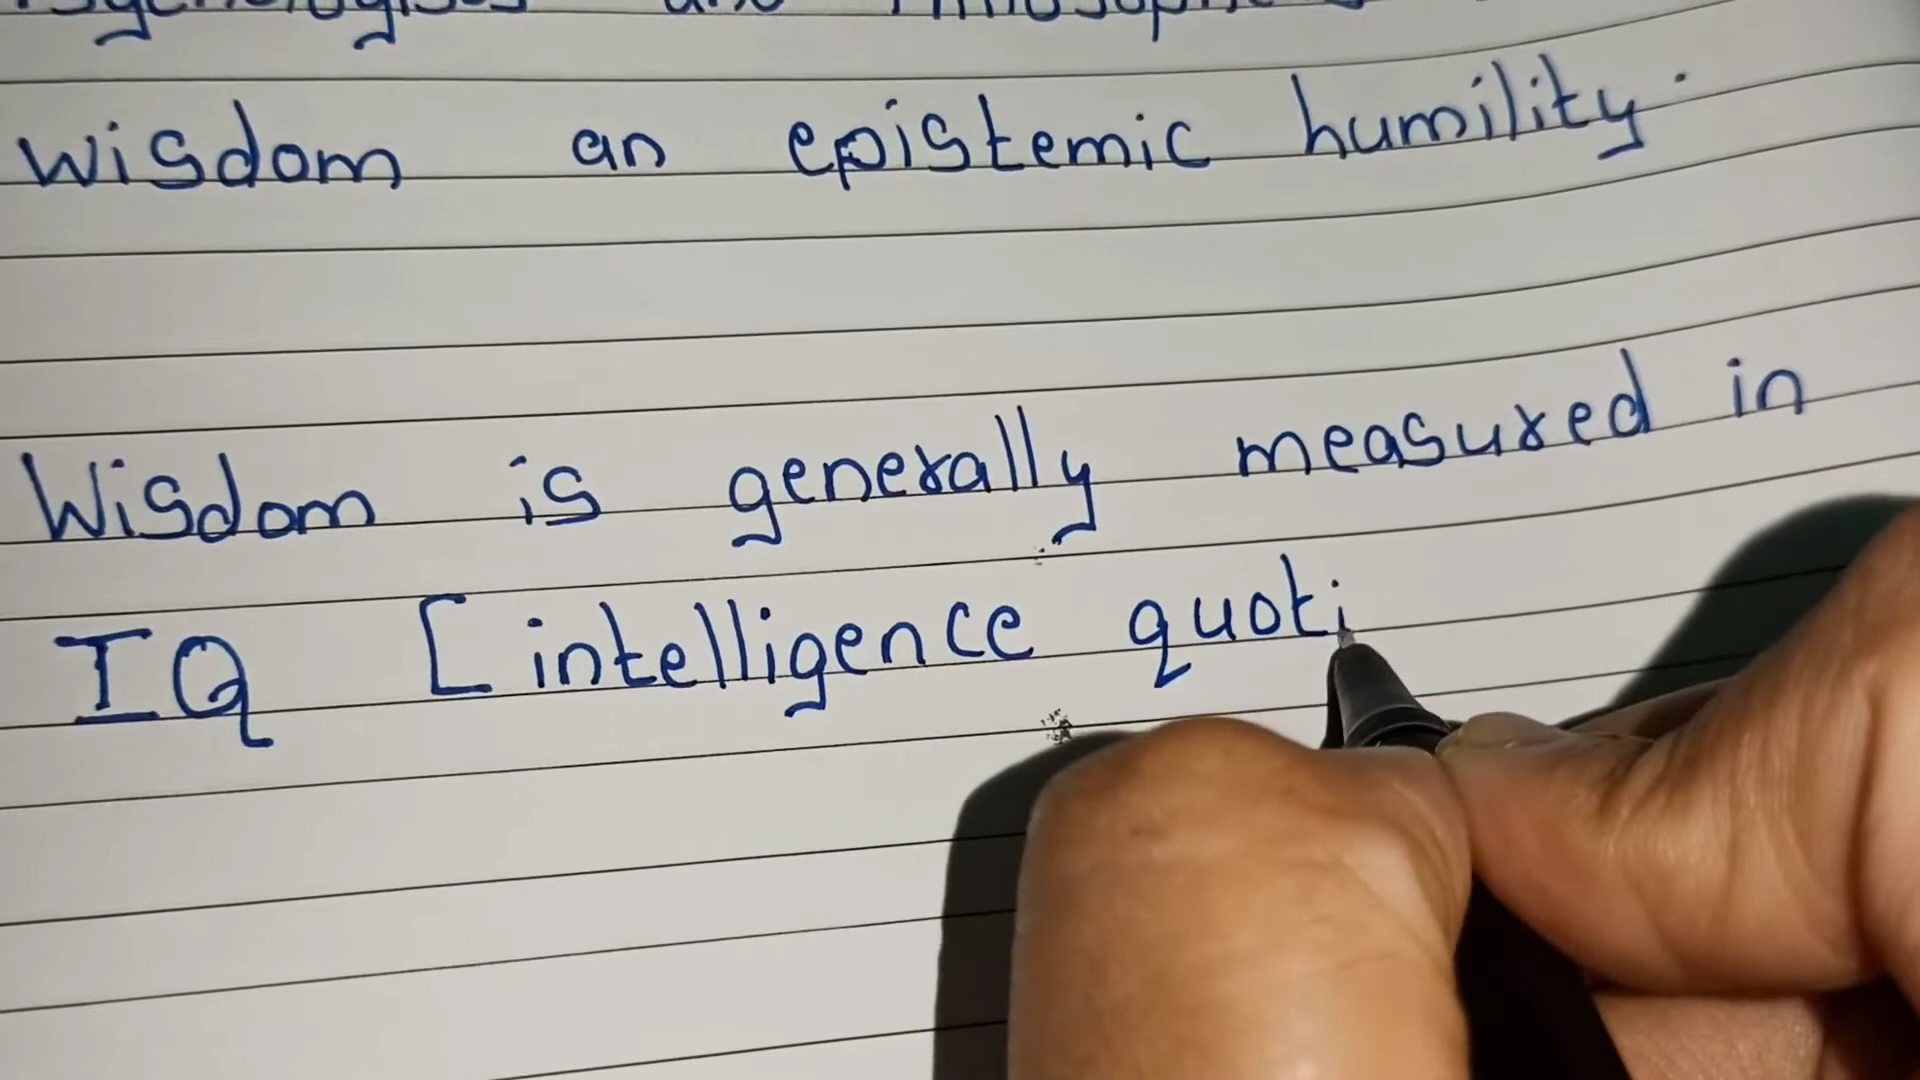 wisdom an epistemic humility.
Wisdom is generally measured in
IQ [intelligence quoti